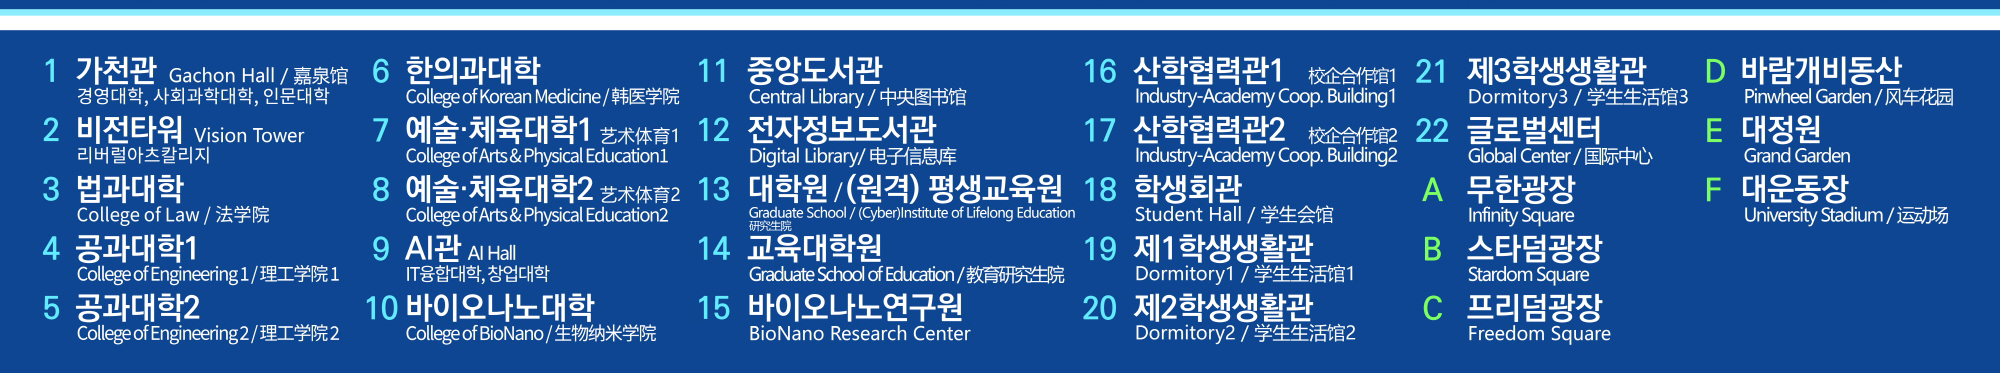 1 가천관 Gachon Hall / 嘉泉馆
경영대학, 사회과학대학, 인문대학
2 비전타워 Vision Tower
리버럴아츠칼리지
3 법과대학
College of Law / 法学院
4 공과대학1
College of Engineering 1 / 理工学院 1
5 공과대학2
College of Engineering 2 / 理工学院 2
6 한의과대학
College of Korean Medicine / 韩医学院
7 예술·체육대학1 艺术体育1
College of Arts & Physical Education1
8 예술·체육대학2 艺术体育2
College of Arts & Physical Education2
9 AI관 AI Hall
IT융합대학, 창업대학
10 바이오나노대학
College of BioNano / 生物纳米学院
11 중앙도서관
Central Library / 中央图书馆
12 전자정보도서관
Digital Library/ 电子信息库
13 대학원 / (원격) 평생교육원
Graduate School / (Cyber)Institute of Lifelong Education
研究生院
14 교육대학원
Graduate School of Education / 教育研究生院
15 바이오나노연구원
BioNano Research Center
16 산학협력관1 校企合作馆1
Industry-Academy Coop. Building1
17 산학협력관2 校企合作馆2
Industry-Academy Coop. Building2
18 학생회관
Student Hall / 学生会馆
19 제1학생생활관
Dormitory1 / 学生生活馆1
20 제2학생생활관
Dormitory2 / 学生生活馆2
21 제3학생생활관
Dormitory3 / 学生生活馆3
22 글로벌센터
Global Center / 国际中心
A 무한광장
Infinity Square
B 스타덤광장
Stardom Square
C 프리덤광장
Freedom Square
D 바람개비동산
Pinwheel Garden / 风车花园
E 대정원
Grand Garden
F 대운동장
University Stadium / 运动场